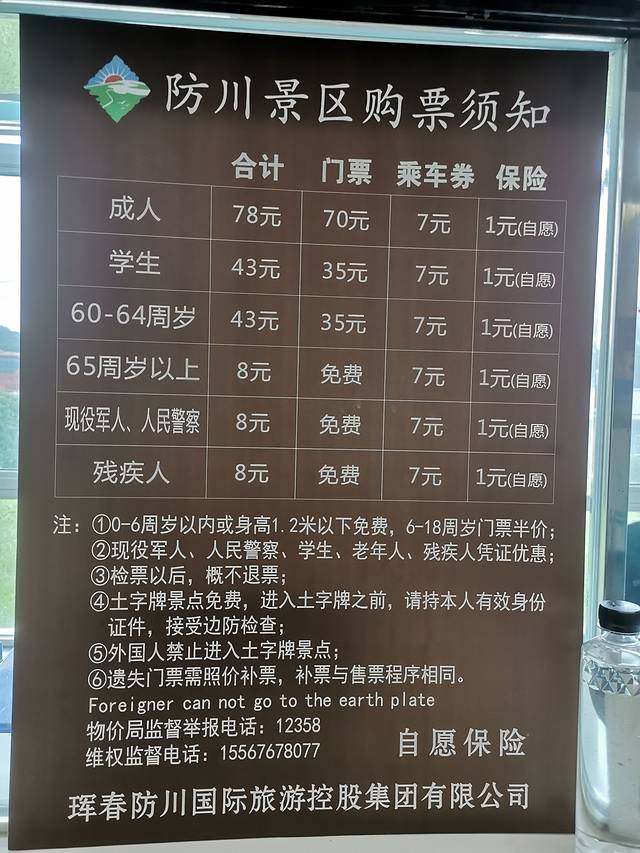 防川景区购票须知
合计 门票 乘车券 保险
成人 78元 70元 7元 1元(自愿)
学生 43元 35元 7元 1元(自愿)
60-64周岁 43元 35元 7元 1元(自愿)
65周岁以上 8元 免费 7元 1元(自愿)
现役军人、人民警察 8元 免费 7元 1元(自愿)
残疾人 8元 免费 7元 1元(自愿)
注：①0-6周岁以内或身高1.2米以下免费，6-18周岁门票半价；
②现役军人、人民警察、学生、老年人、残疾人凭证优惠；
③检票以后，概不退票；
④土字牌景点免费，进入土字牌之前，请持本人有效身份
证件，接受边防检查；
⑤外国人禁止进入土字牌景点；
⑥遗失门票需照价补票，补票与售票程序相同。
Foreigner can not go to the earth plate
物价局监督举报电话：12358
维权监督电话：15567678077
自愿保险
珲春防川国际旅游控股集团有限公司